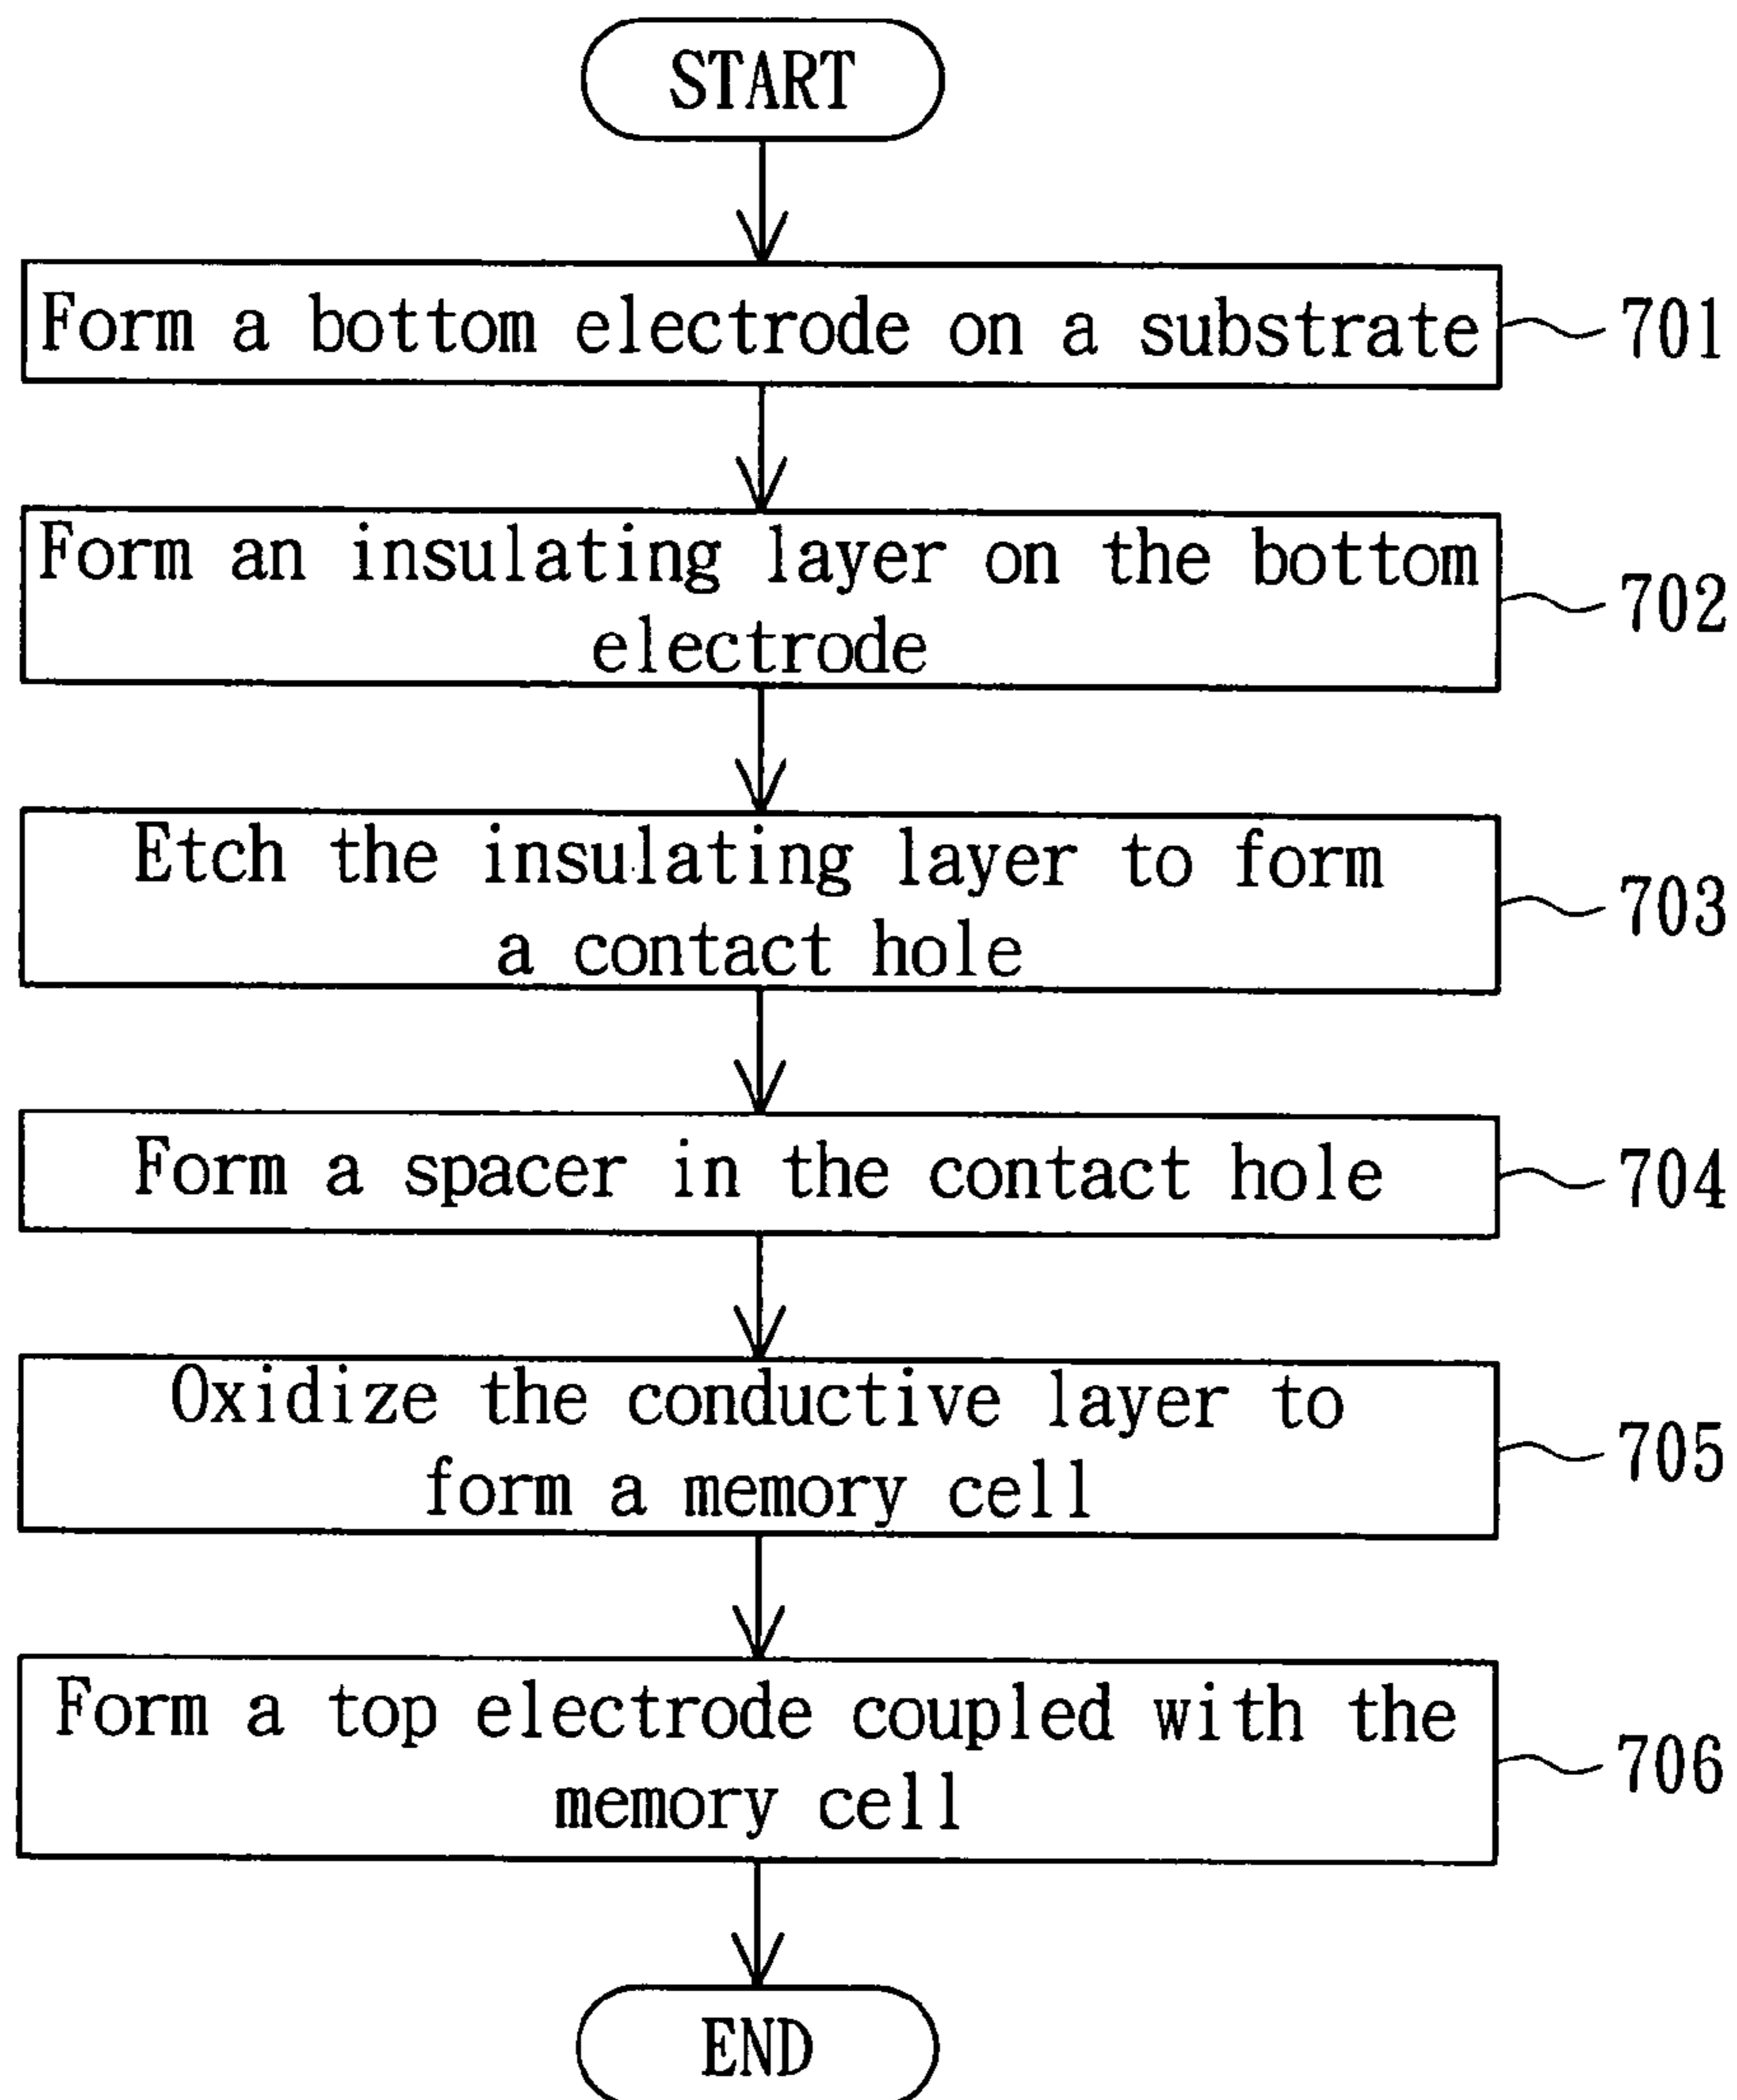 START
Form a bottom electrode on a substrate
701
Form an insulating layer on the bottom
electrode
702
Etch the insulating layer to form
a contact hole
703
Form a spacer in the contact hole
704
Oxidize the conductive layer to
form a memory cell
705
Form a top electrode coupled with the
memory cell
706
END